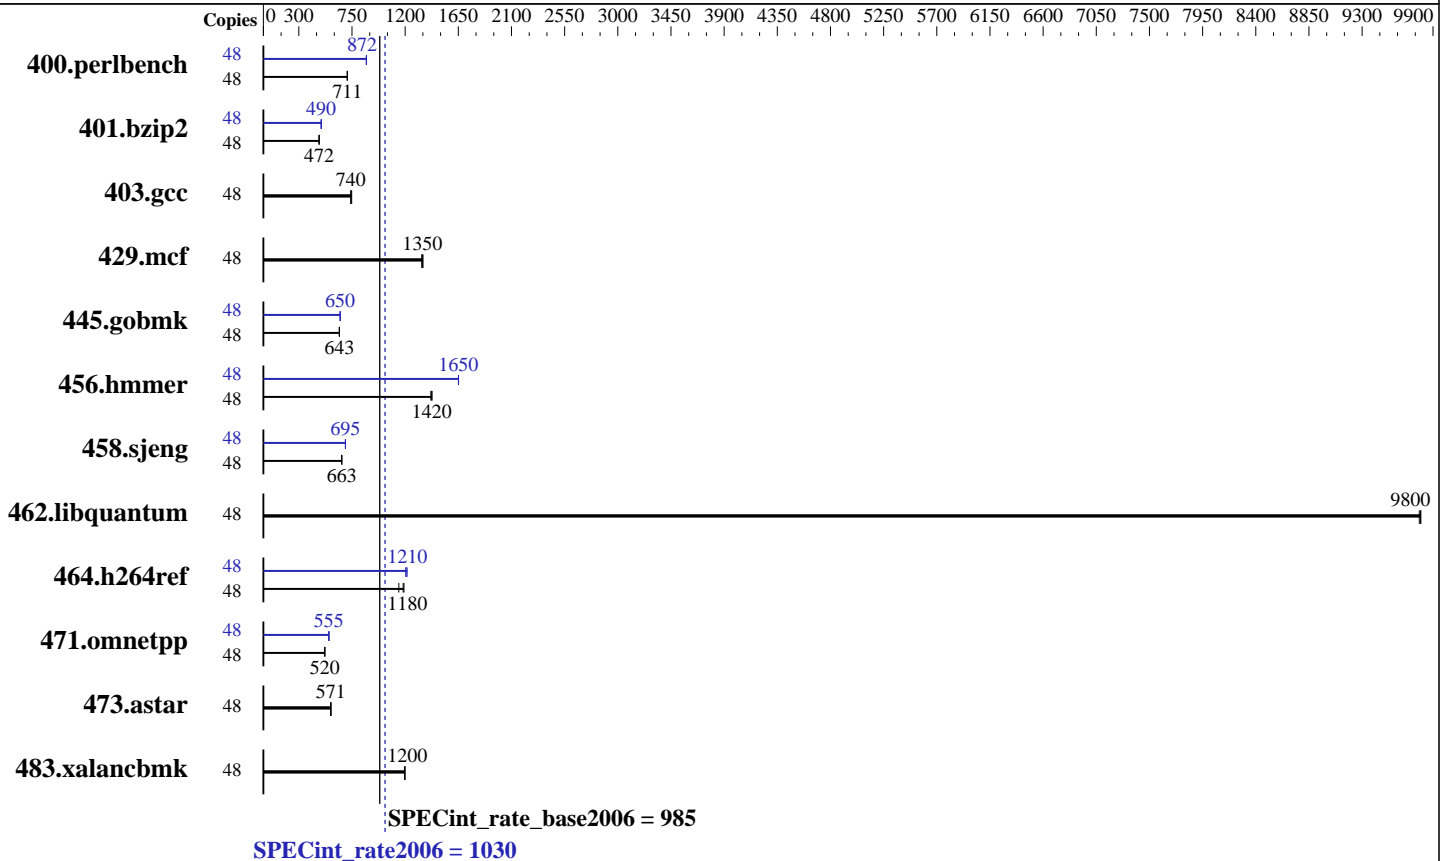 Copies 0 300 750 1200 1650 2100 2550 3000 3450 3900 4350 4800 5250 5700 6150 6600 7050 7500 7950 8400 8850 9300 9900
400.perlbench 48 872
48 711
401.bzip2 48 490
48 472
403.gcc 48 740
429.mcf 48 1350
445.gobmk 48 650
48 643
456.hmmer 48 1650
48 1420
458.sjeng 48 695
48 663
462.libquantum 48 9800
464.h264ref 48 1210
48 1180
471.omnetpp 48 555
48 520
473.astar 48 571
483.xalancbmk 48 1200
SPECint_rate_base2006 = 985
SPECint_rate2006 = 1030